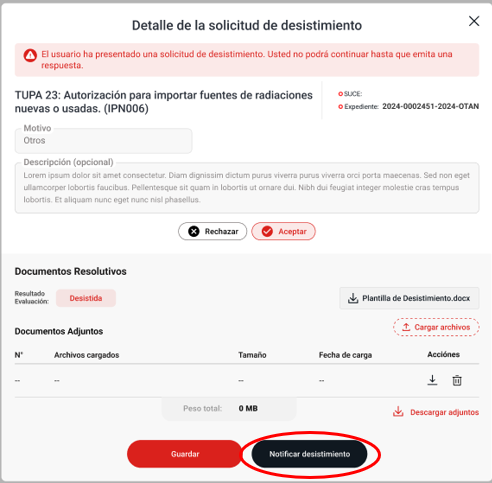 Detalle de la solicitud de desistimiento
El usuario ha presentado una solicitud de desistimiento. Usted no podrá continuar hasta que emita una
respuesta.
TUPA 23: Autorización para importar fuentes de radiaciones
nuevas o usadas. (IPN006)
SUCE:
Expediente: 2024-0002451-2024-OTAN
Motivo
Otros
Descripción (opcional)
Lorem ipsum dolor sit amet consectetur. Diam dignissim dictum purus viverra purus viverra orci porta maecenas. Sed non eget
ullamcorper lobortis faucibus. Pellentesque sit quam in lobortis ut ornare dui. Nibh dui feugiat integer molestie cras tempus
lobortis. Et aliquam nunc eget nunc nisl phasellus.
Rechazar
Aceptar
Documentos Resolutivos
Resultado
Evaluación:
Desistida
Plantilla de Desistimiento.docx
Documentos Adjuntos
Cargar archivos
N° Archivos cargados Tamaño Fecha de carga Acciónes
-- -- -- --
Peso total: 0 MB
Descargar adjuntos
Guardar
Notificar desistimiento